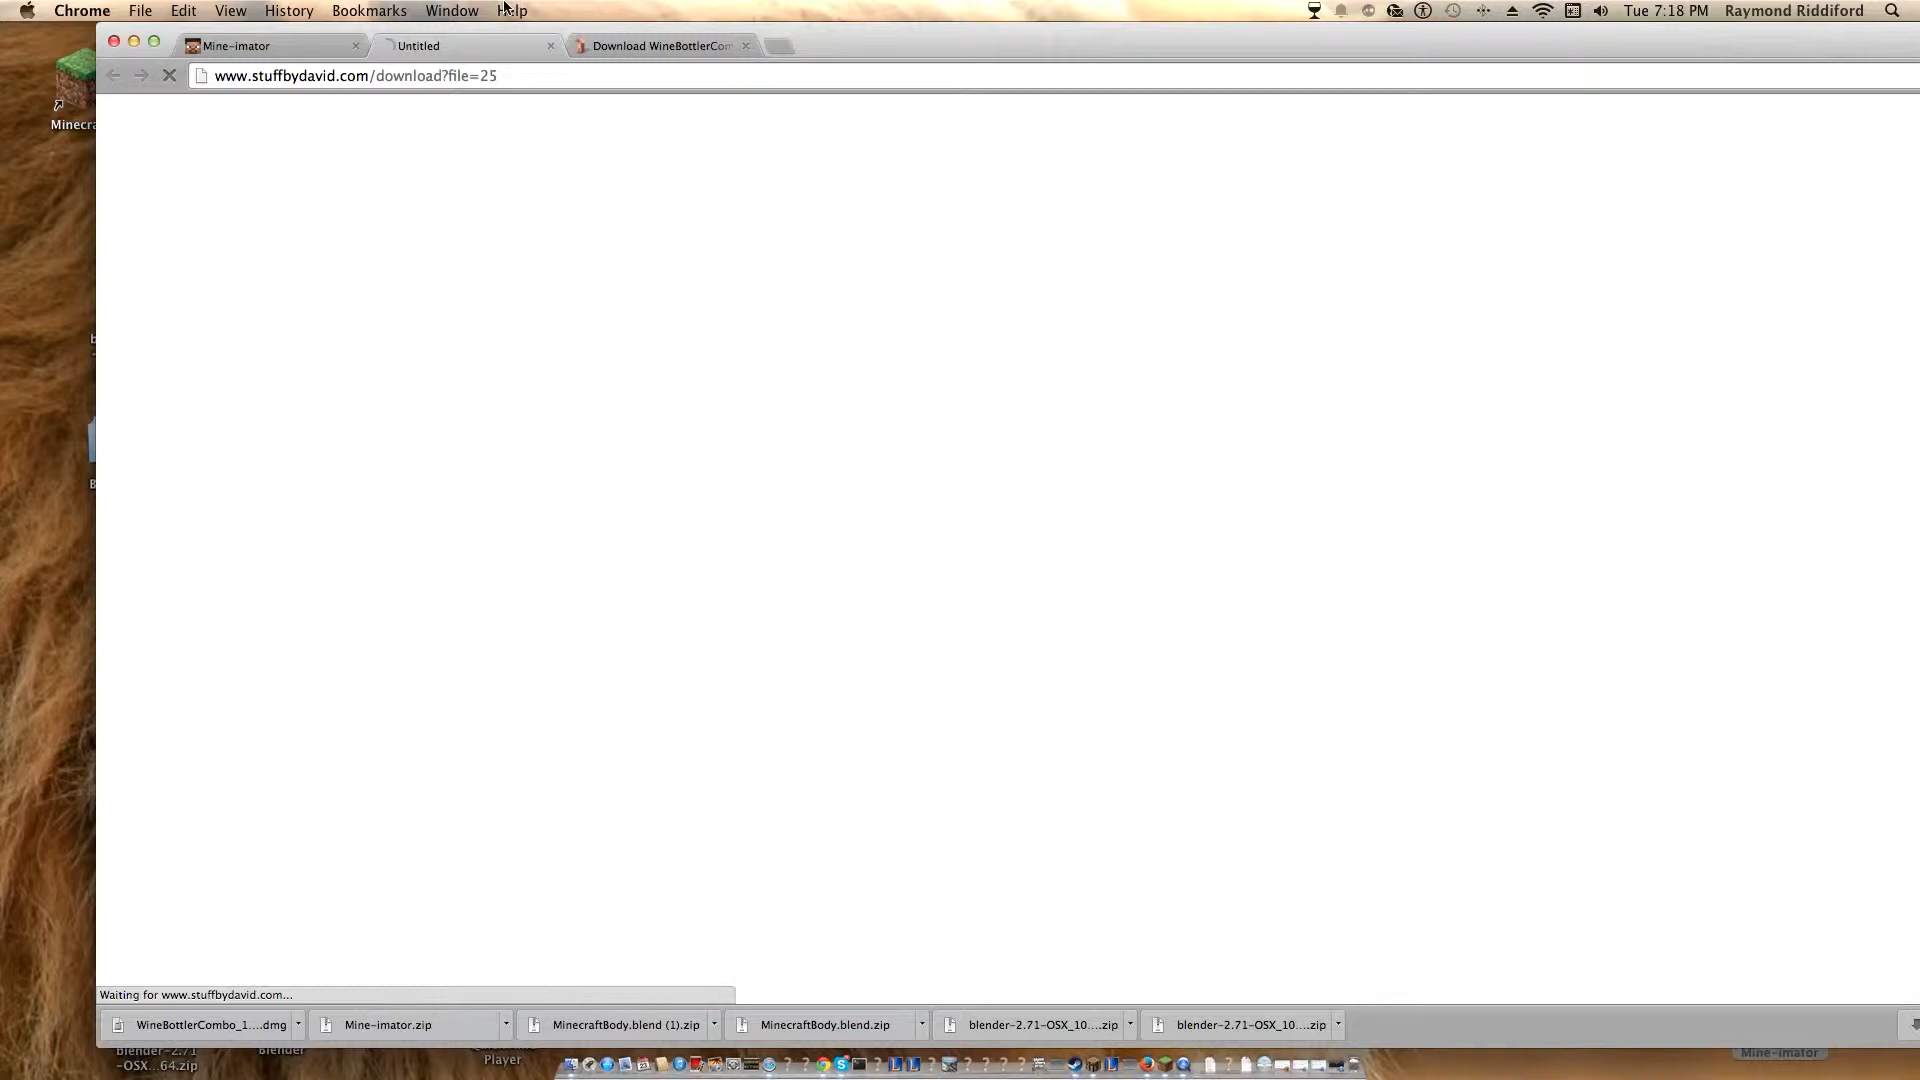 Chrome File Edit View History Bookmarks Window Help Tue 7:18 PM Raymond Riddiford
Mine-imator Untitled Download WineBottlerCom
www.stuffbydavid.com/download?file=25
Minecra
B
Waiting for www.stuffbydavid.com...
WineBottlerCombo_1....dmg Mine-imator.zip MinecraftBody.blend (1).zip MinecraftBody.blend.zip blender-2.71-OSX_10....zip blender-2.71-OSX_10....zip
blender-2.71 Blender Player Mine-imator
-OSX...64.zip